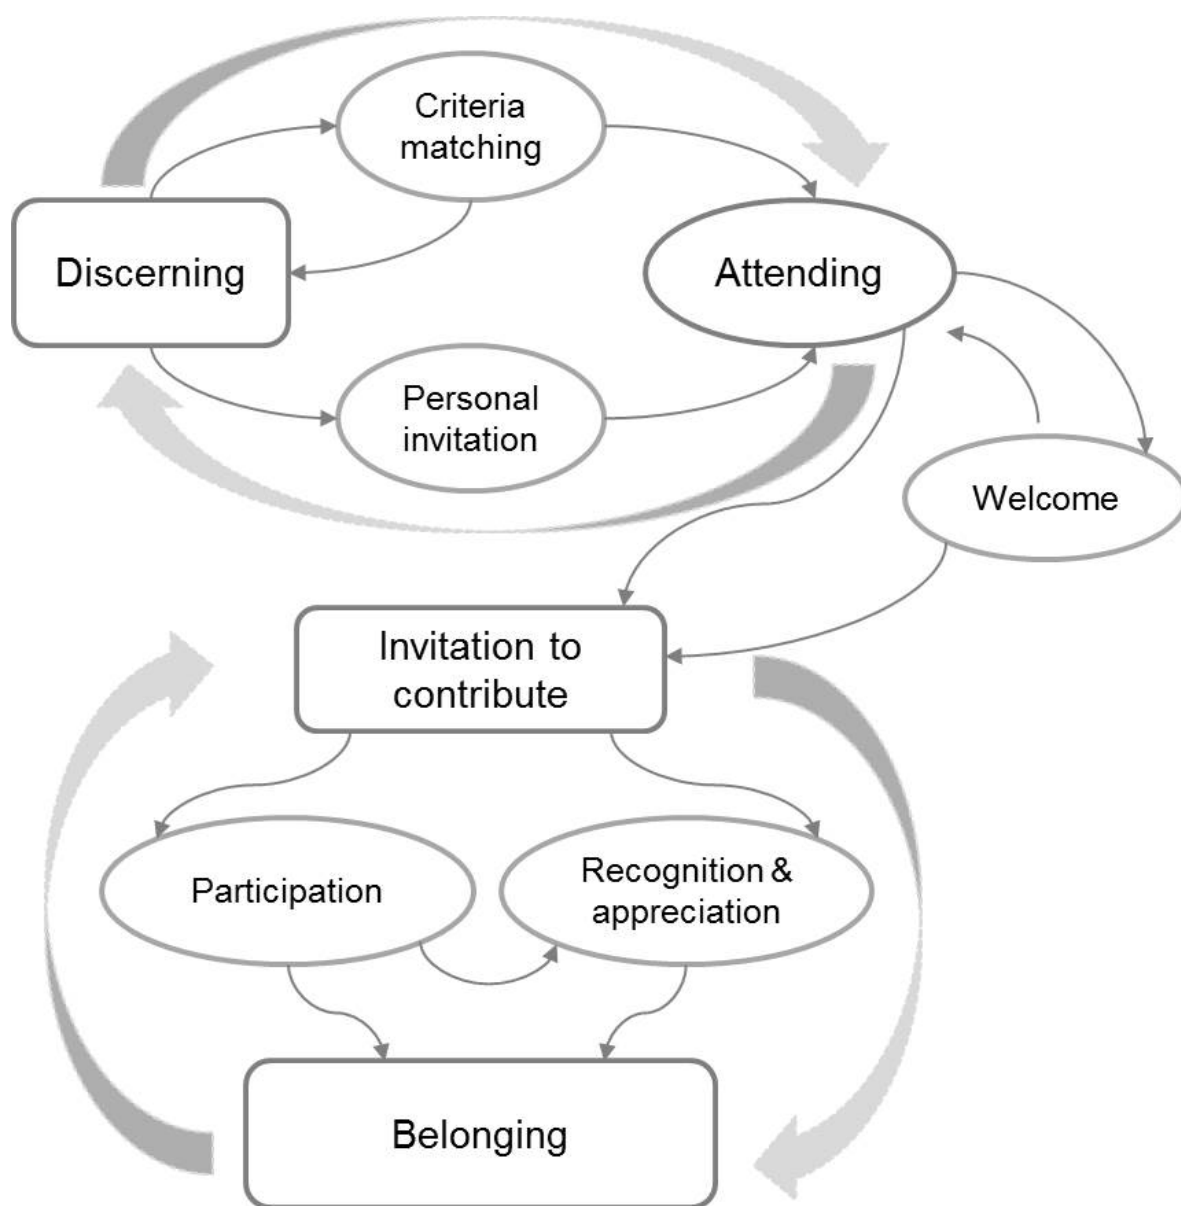 Criteria
matching
Discerning
Attending
Personal
invitation
Welcome
Invitation to
contribute
Participation
Recognition &
appreciation
Belonging